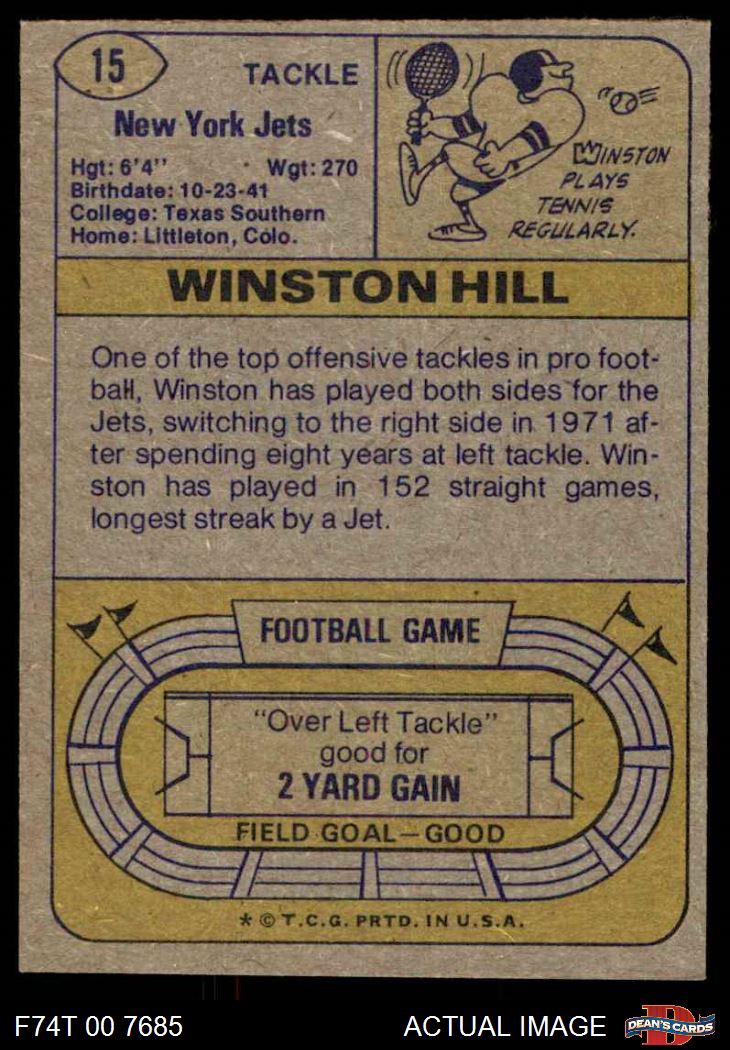 15
TACKLE
New York Jets
Hgt: 6'4" Wgt: 270
Birthdate: 10-23-41
College: Texas Southern
Home: Littleton, Colo.
WINSTON
PLAYS
TENNIS
REGULARLY.
WINSTON HILL
One of the top offensive tackles in pro foot-
ball, Winston has played both sides for the
Jets, switching to the right side in 1971 af-
ter spending eight years at left tackle. Win-
ston has played in 152 straight games,
longest streak by a Jet.
FOOTBALL GAME
"Over Left Tackle"
good for
2 YARD GAIN
FIELD GOAL—GOOD
* © T.C.G. PRTD. IN U.S.A.
F74T 00 7685 ACTUAL IMAGE
D
DEAN'S CARDS